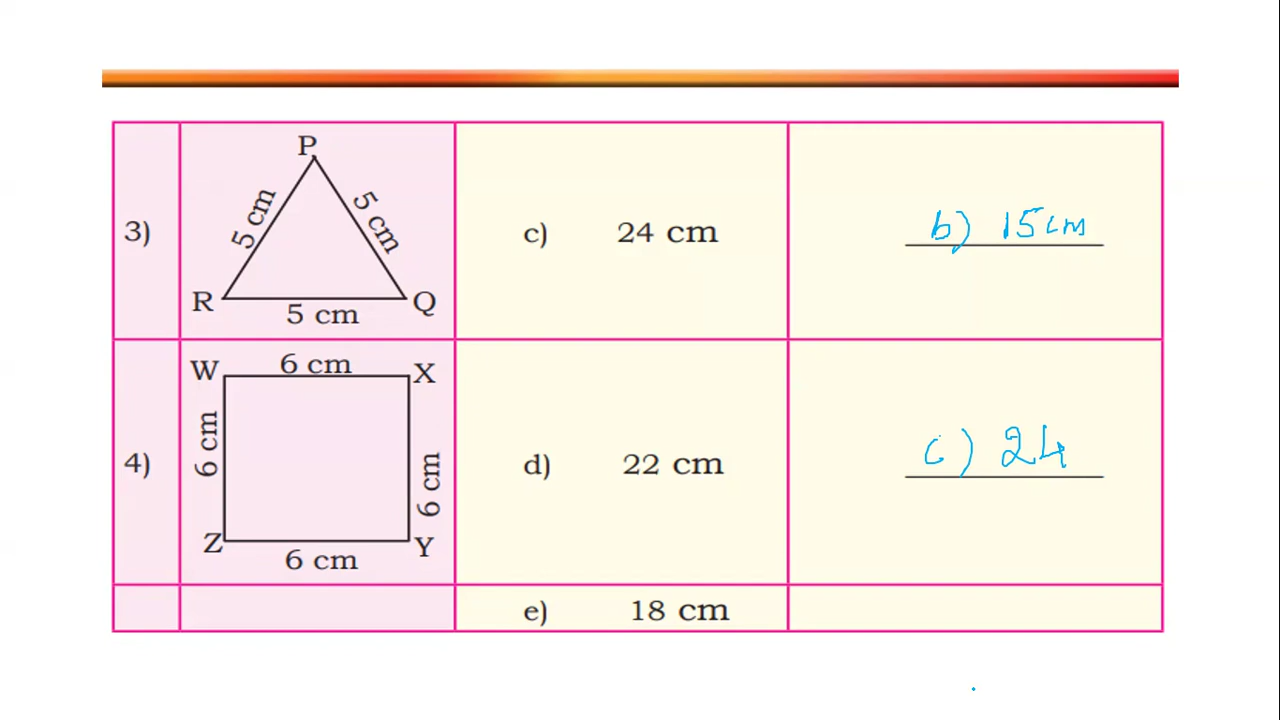 3)
P
5 cm
5 cm
R
Q
5 cm
c) 24 cm
b) 15cm
4)
W
6 cm
X
6 cm
6 cm
Z
Y
6 cm
d) 22 cm
c) 24
e) 18 cm